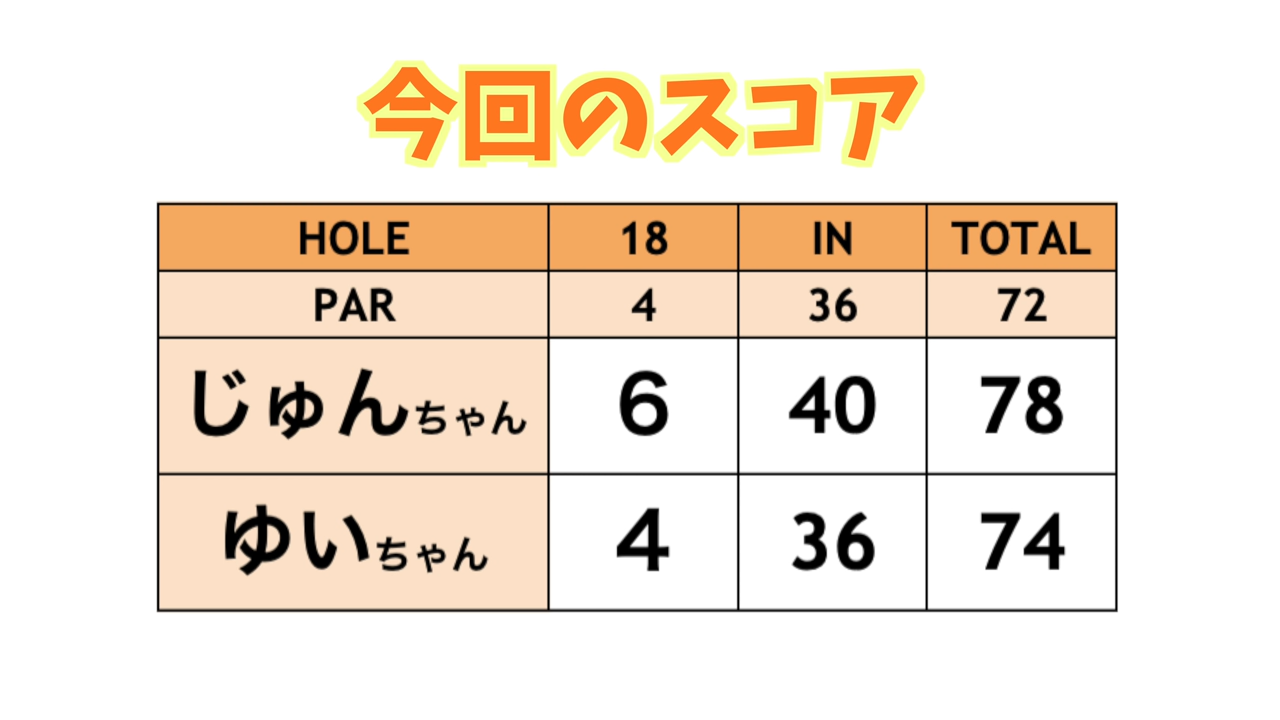 今回のスコア
HOLE 18 IN TOTAL
PAR 4 36 72
じゅんちゃん 6 40 78
ゆいちゃん 4 36 74